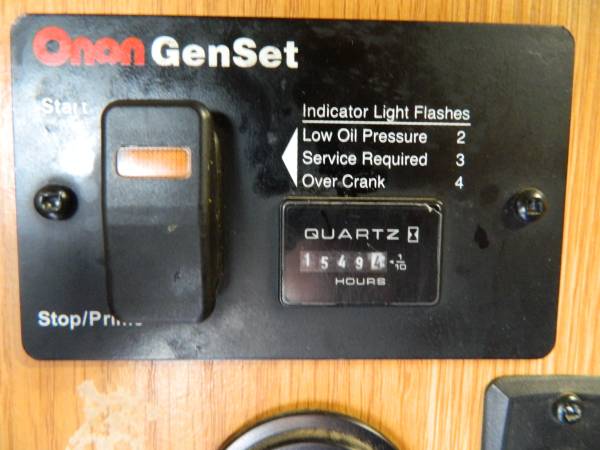 Onan GenSet
Start
Indicator Light Flashes
Low Oil Pressure 2
Service Required 3
Over Crank 4
QUARTZ
15494 1/10
HOURS
Stop/Prime